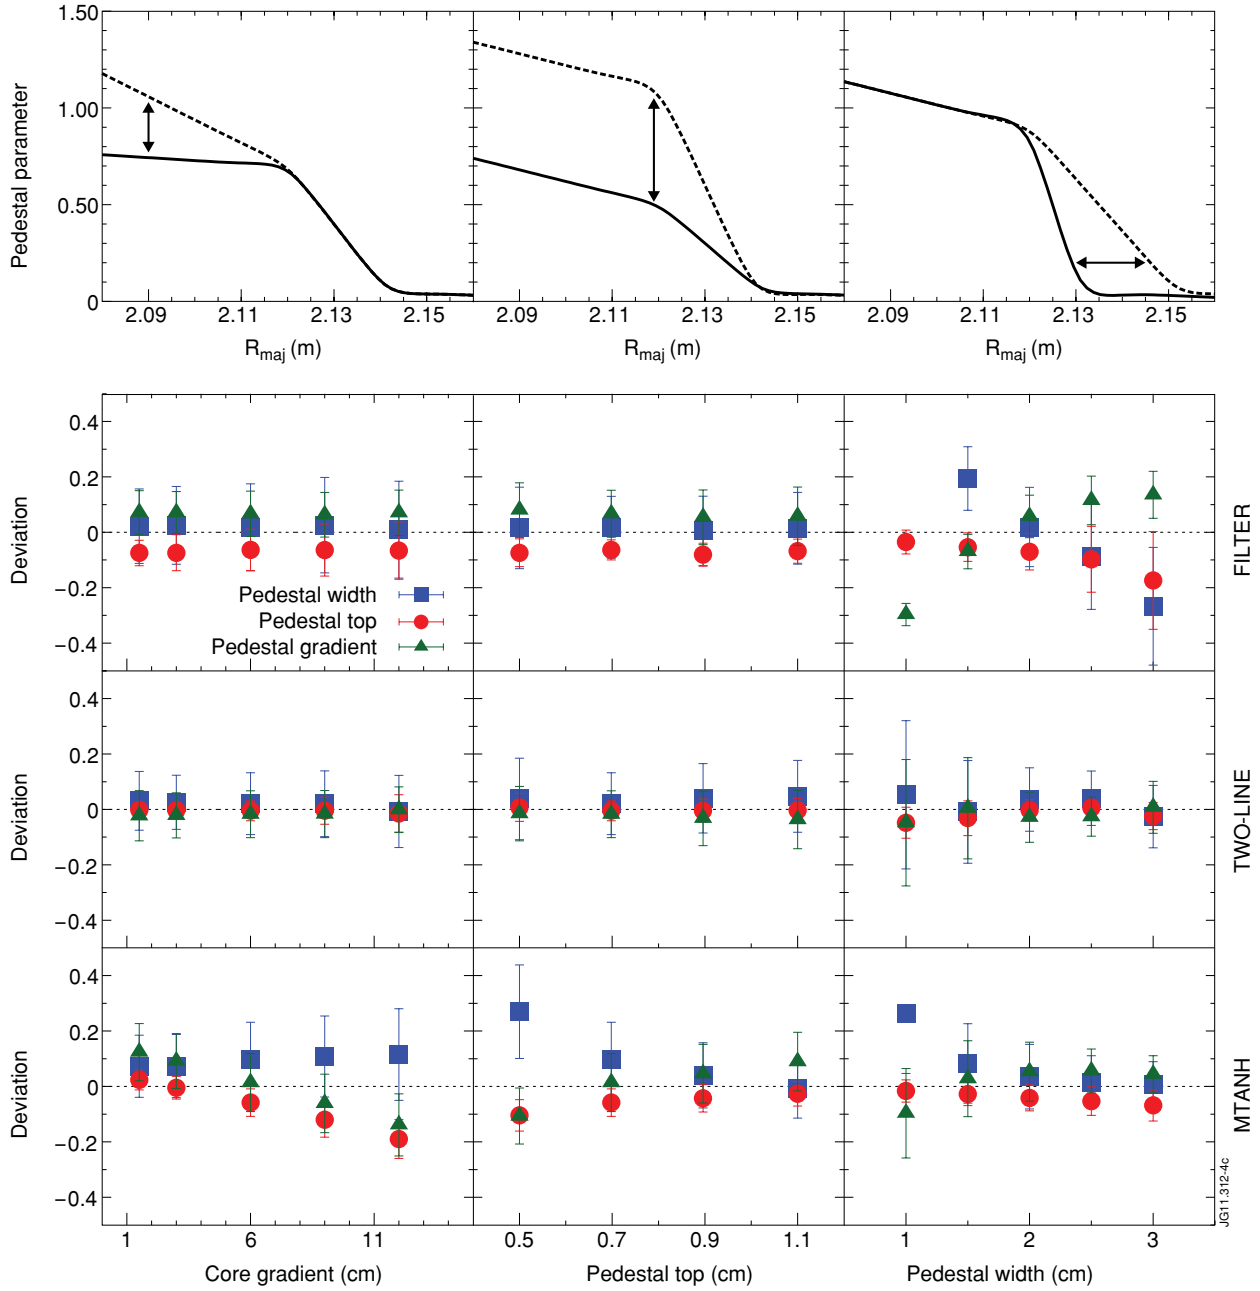 Pedestal parameter
1.50
1.00
0.50
0
2.09 2.11 2.13 2.15
2.09 2.11 2.13 2.15
2.09 2.11 2.13 2.15
Rmaj (m)
Rmaj (m)
Rmaj (m)
Deviation
0.4
0.2
0
−0.2
−0.4
Pedestal width
Pedestal top
Pedestal gradient
FILTER
Deviation
0.4
0.2
0
−0.2
−0.4
TWO-LINE
Deviation
0.4
0.2
0
−0.2
−0.4
MTANH
JG11.312-4c
1 6 11
0.5 0.7 0.9 1.1
1 2 3
Core gradient (cm)
Pedestal top (cm)
Pedestal width (cm)